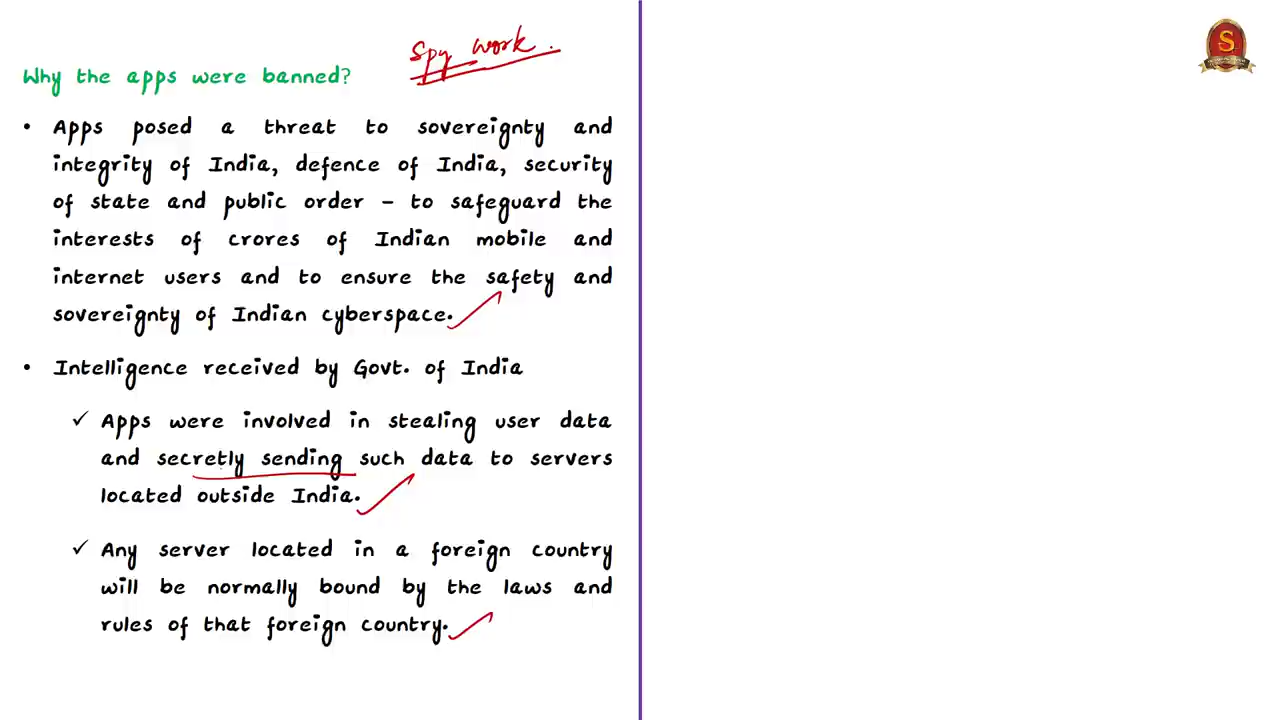 Spy work.
Why the apps were banned?
• Apps posed a threat to sovereignty and
integrity of India, defence of India, security
of state and public order – to safeguard the
interests of crores of Indian mobile and
internet users and to ensure the safety and
sovereignty of Indian cyberspace.
• Intelligence received by Govt. of India
✓ Apps were involved in stealing user data
and secretly sending such data to servers
located outside India.
✓ Any server located in a foreign country
will be normally bound by the laws and
rules of that foreign country.
S